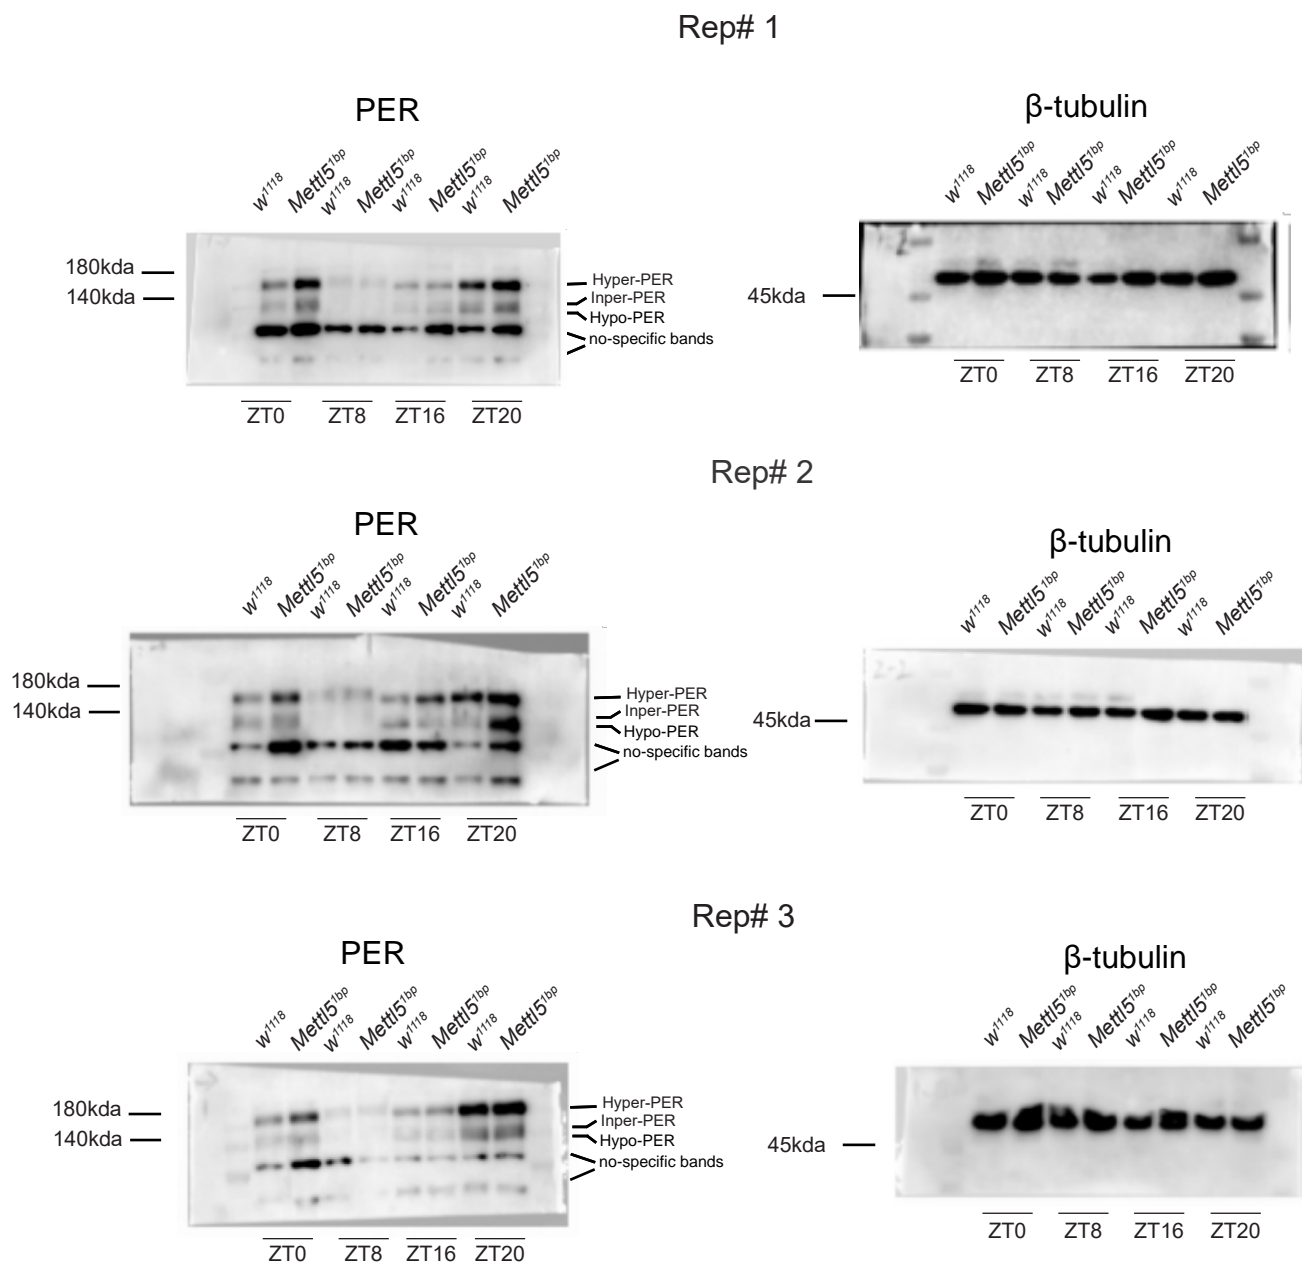 Rep# 1
PER
w1118 Mettl51bp w1118 Mettl51bp w1118 Mettl51bp w1118 Mettl51bp
180kda
140kda
Hyper-PER
Inper-PER
Hypo-PER
no-specific bands
ZT0 ZT8 ZT16 ZT20
β-tubulin
w1118 Mettl51bp w1118 Mettl51bp w1118 Mettl51bp w1118 Mettl51bp
45kda
ZT0 ZT8 ZT16 ZT20
Rep# 2
PER
w1118 Mettl51bp w1118 Mettl51bp w1118 Mettl51bp w1118 Mettl51bp
180kda
140kda
Hyper-PER
Inper-PER
Hypo-PER
no-specific bands
ZT0 ZT8 ZT16 ZT20
β-tubulin
w1118 Mettl51bp w1118 Mettl51bp w1118 Mettl51bp w1118 Mettl51bp
2-2
45kda
ZT0 ZT8 ZT16 ZT20
Rep# 3
PER
w1118 Mettl51bp w1118 Mettl51bp w1118 Mettl51bp w1118 Mettl51bp
180kda
140kda
Hyper-PER
Inper-PER
Hypo-PER
no-specific bands
ZT0 ZT8 ZT16 ZT20
β-tubulin
w1118 Mettl51bp w1118 Mettl51bp w1118 Mettl51bp w1118 Mettl51bp
45kda
ZT0 ZT8 ZT16 ZT20